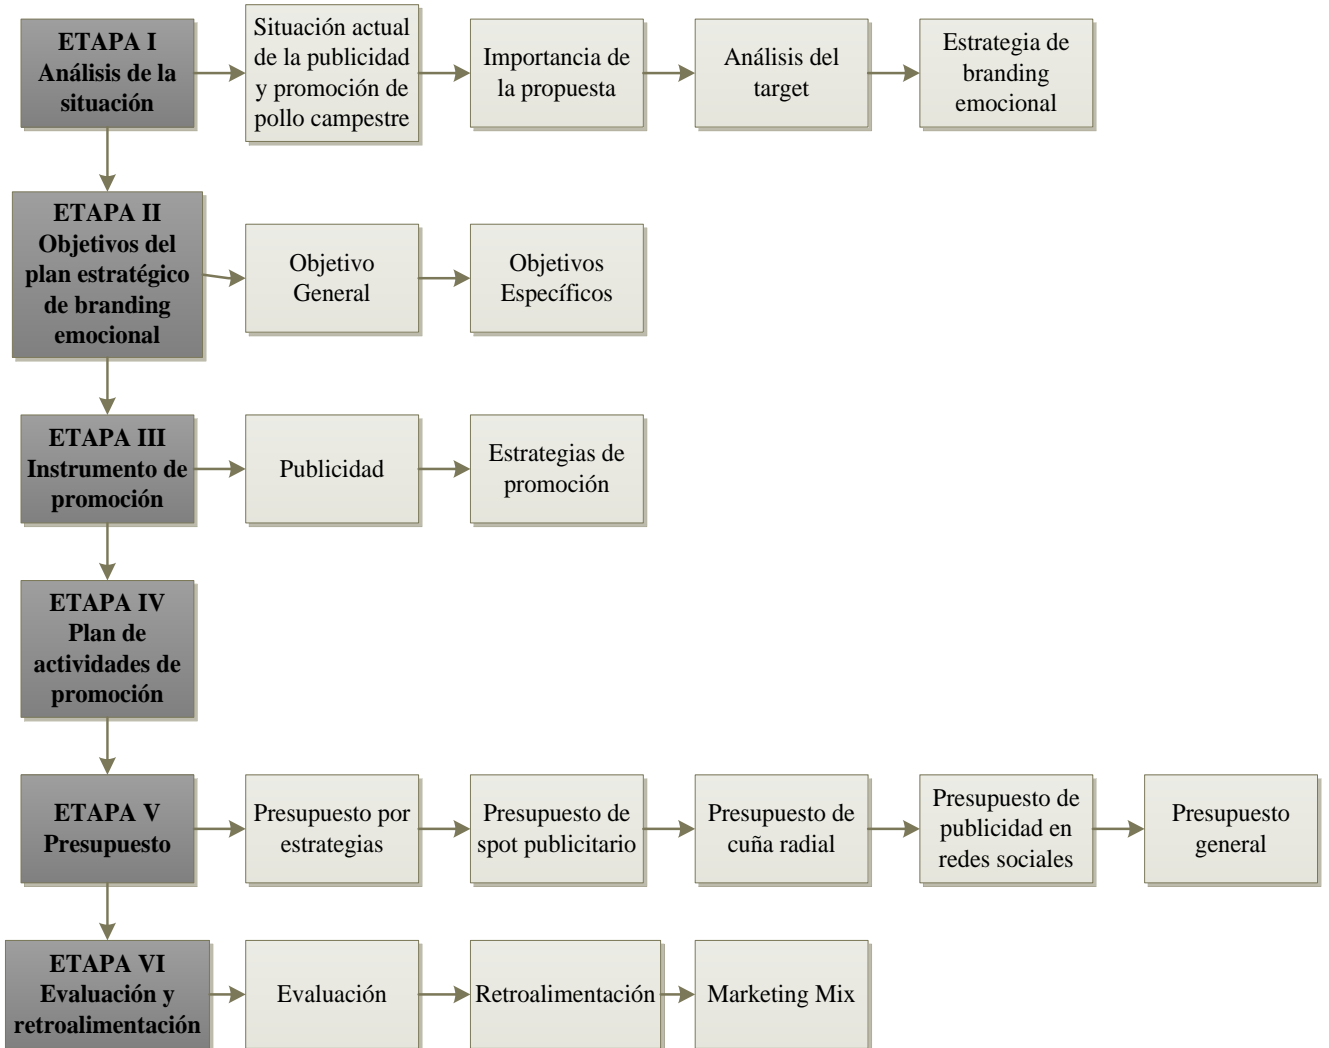 ETAPA I
Análisis de la
situación
Situación actual
de la publicidad
y promoción de
pollo campestre
Importancia de
la propuesta
Análisis del
target
Estrategia de
branding
emocional
ETAPA II
Objetivos del
plan estratégico
de branding
emocional
Objetivo
General
Objetivos
Específicos
ETAPA III
Instrumento de
promoción
Publicidad
Estrategias de
promoción
ETAPA IV
Plan de
actividades de
promoción
ETAPA V
Presupuesto
Presupuesto por
estrategias
Presupuesto de
spot publicitario
Presupuesto de
cuña radial
Presupuesto de
publicidad en
redes sociales
Presupuesto
general
ETAPA VI
Evaluación y
retroalimentación
Evaluación
Retroalimentación
Marketing Mix